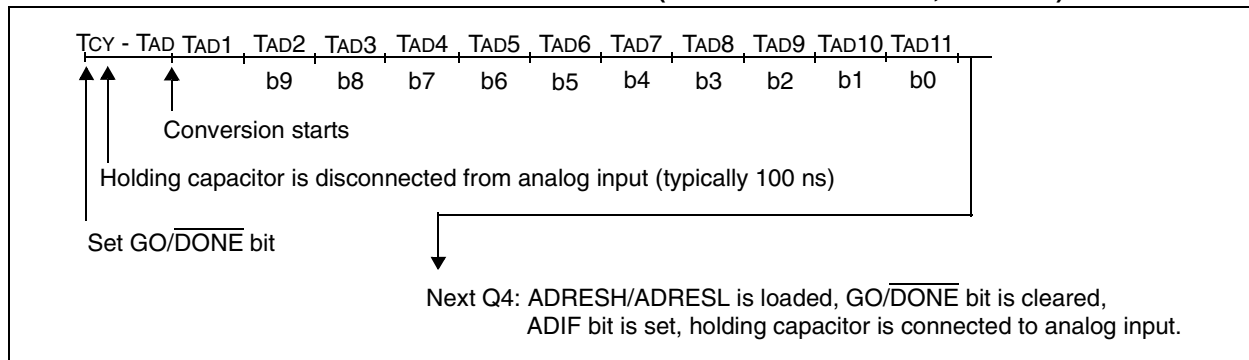 TCY - TAD TAD1 TAD2 TAD3 TAD4 TAD5 TAD6 TAD7 TAD8 TAD9 TAD10 TAD11
b9 b8 b7 b6 b5 b4 b3 b2 b1 b0
Conversion starts
Holding capacitor is disconnected from analog input (typically 100 ns)
Set GO/DONE bit
Next Q4: ADRESH/ADRESL is loaded, GO/DONE bit is cleared,
ADIF bit is set, holding capacitor is connected to analog input.